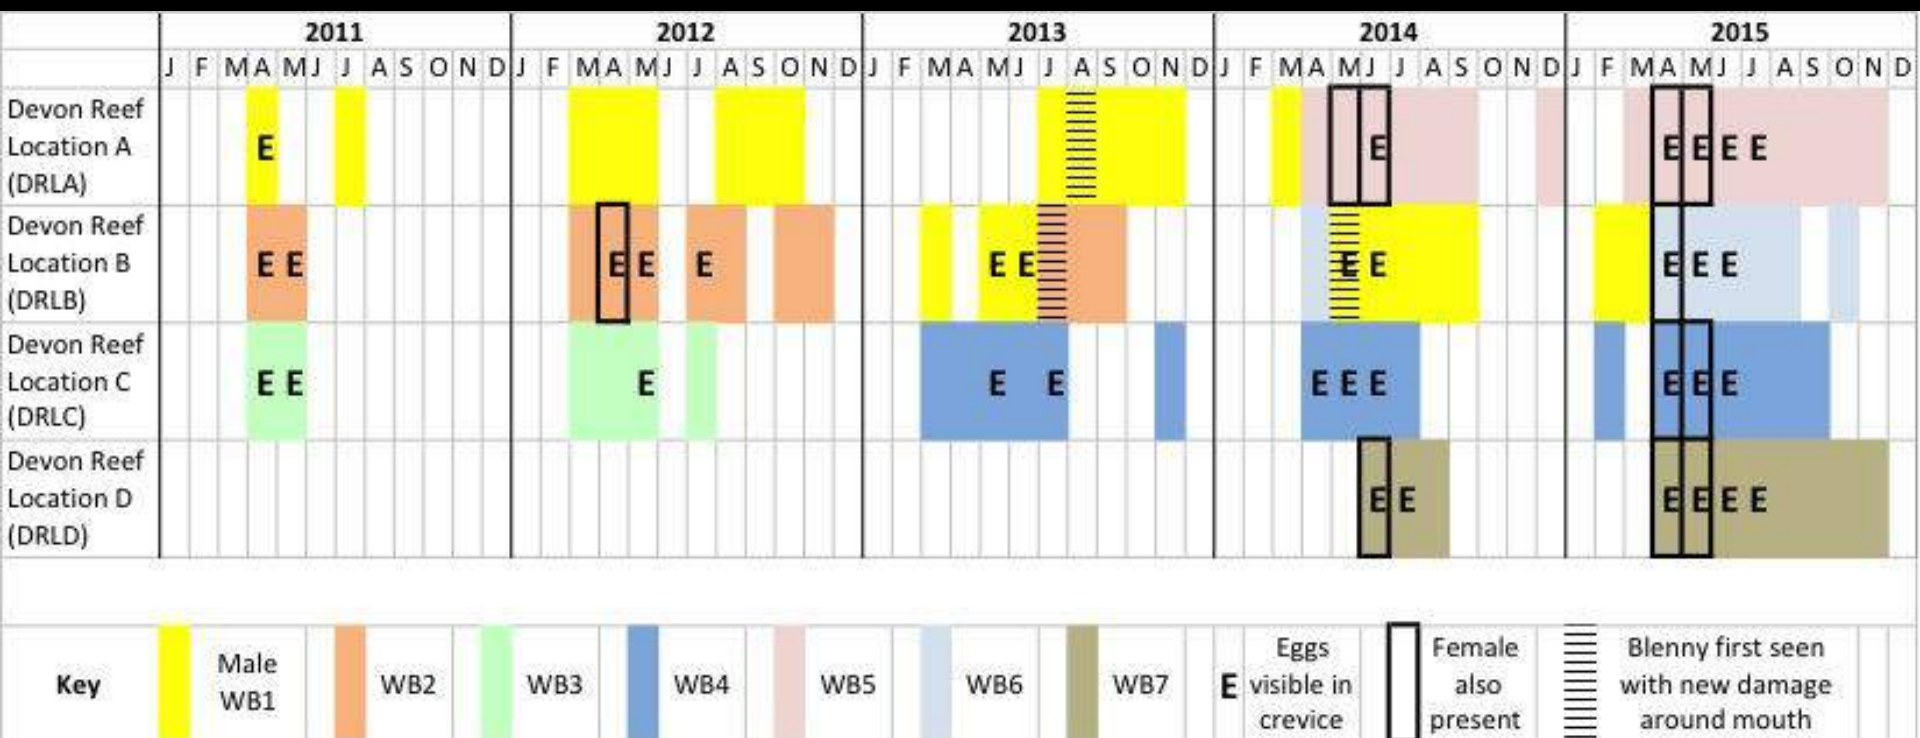 2011 2012 2013 2014 2015
J F M A M J J A S O N D J F M A M J J A S O N D J F M A M J J A S O N D J F M A M J J A S O N D J F M A M J J A S O N D
Devon Reef
Location A
(DRLA)
E E E E E E
Devon Reef
Location B
(DRLB)
E E E E E E E E E E E E
Devon Reef
Location C
(DRLC)
E E E E E E E E E E E
Devon Reef
Location D
(DRLD)
E E E E E E
Key
Male
WB1
WB2
WB3
WB4
WB5
WB6
WB7
E
Eggs
visible in
crevice
Female
also
present
Blenny first seen
with new damage
around mouth